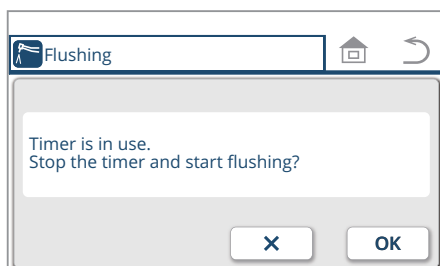 Flushing
Timer is in use.
Stop the timer and start flushing?
OK